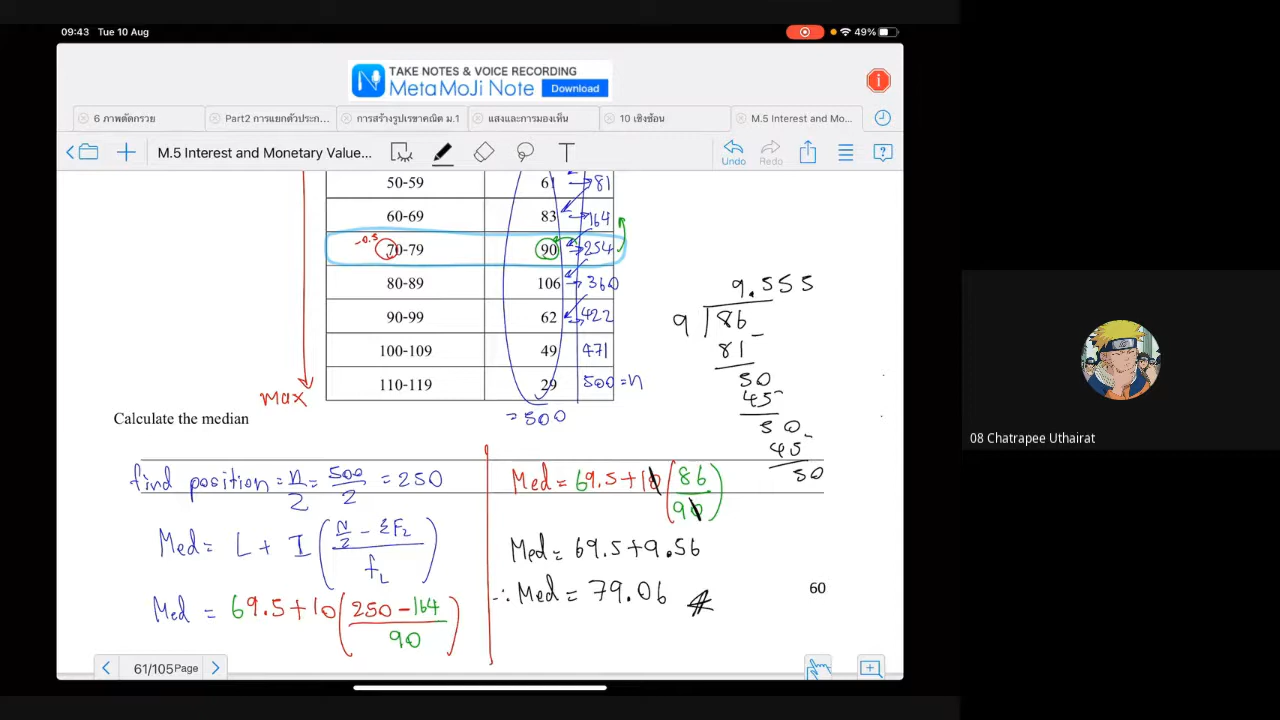 09:43 Tue 10 Aug 49%
TAKE NOTES & VOICE RECORDING
MetaMoJi Note Download
6 ภาพตัดกรวย Part2 การแยกตัวประก... การสร้างรูปเรขาคณิต ม.1 แสงและการมองเห็น 10 เชิงซ้อน M.5 Interest and Mo...
M.5 Interest and Monetary Value... T Undo Redo
50-59 61 81
60-69 83 164
-0.5 70-79 90 254
80-89 106 360
90-99 62 422
100-109 49 471
110-119 29 500=n
max
=500
Calculate the median
9.555
9 86
81
50
45
50
45
50
find position = n/2 = 500/2 = 250
Med = L + I (N/2 - ΣFL / fL)
Med = 69.5+10 (250-164 / 90)
Med = 69.5+10 (86/90)
Med = 69.5+9.56
∴ Med = 79.06
60
61/105Page
08 Chatrapee Uthairat